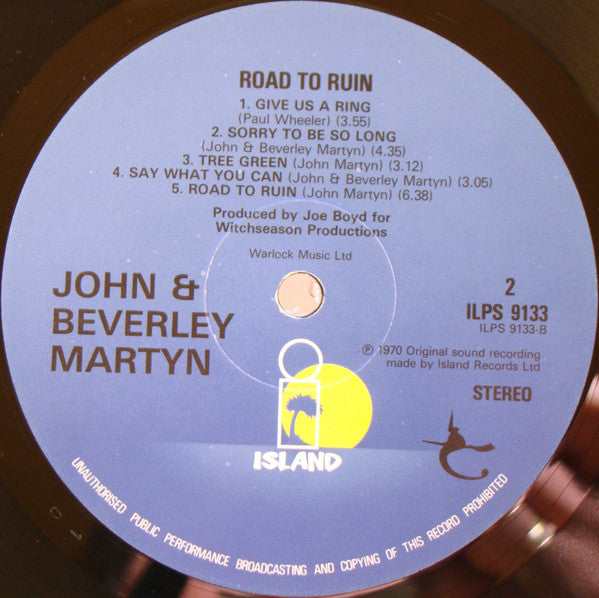 ROAD TO RUIN
1. GIVE US A RING
(Paul Wheeler) (3.55)
2. SORRY TO BE SO LONG
(John & Beverley Martyn) (4.35)
3. TREE GREEN (John Martyn) (3.12)
4. SAY WHAT YOU CAN (John & Beverley Martyn) (3.05)
5. ROAD TO RUIN (John Martyn) (6.38)
Produced by Joe Boyd for
Witchseason Productions
Warlock Music Ltd
JOHN &
BEVERLEY
MARTYN
2
ILPS 9133
ILPS 9133-B
℗ 1970 Original sound recording
made by Island Records Ltd
STEREO
ISLAND
UNAUTHORISED PUBLIC PERFORMANCE BROADCASTING AND COPYING OF THIS RECORD PROHIBITED